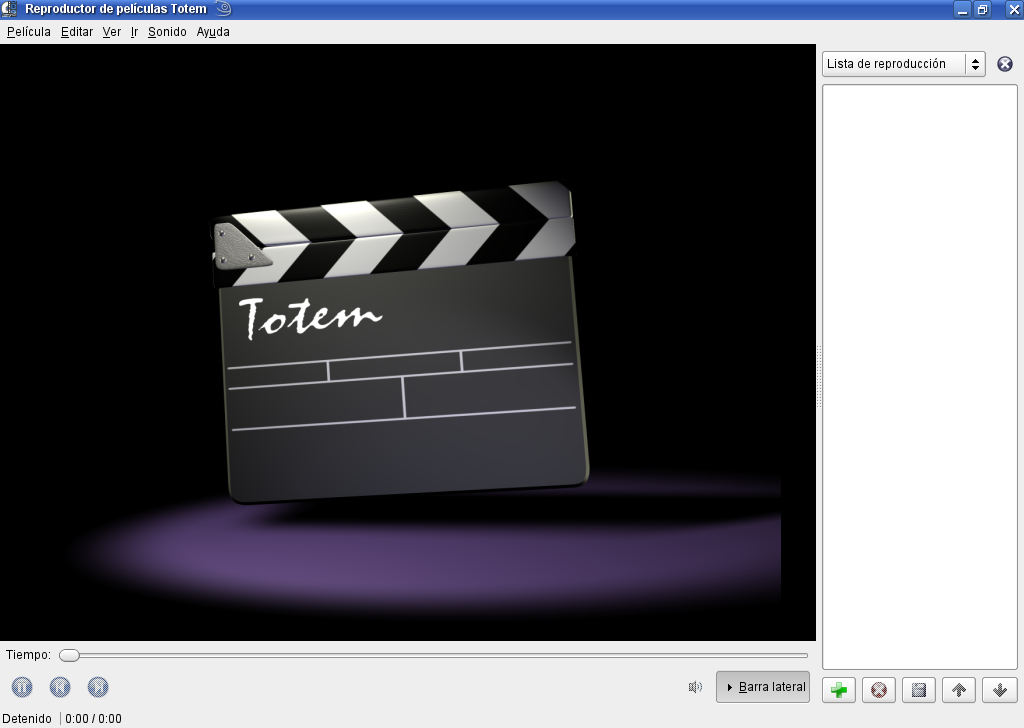 Reproductor de películas Totem
Película Editar Ver Ir Sonido Ayuda
Lista de reproducción
Totem
Tiempo:
Barra lateral
Detenido 0:00 / 0:00